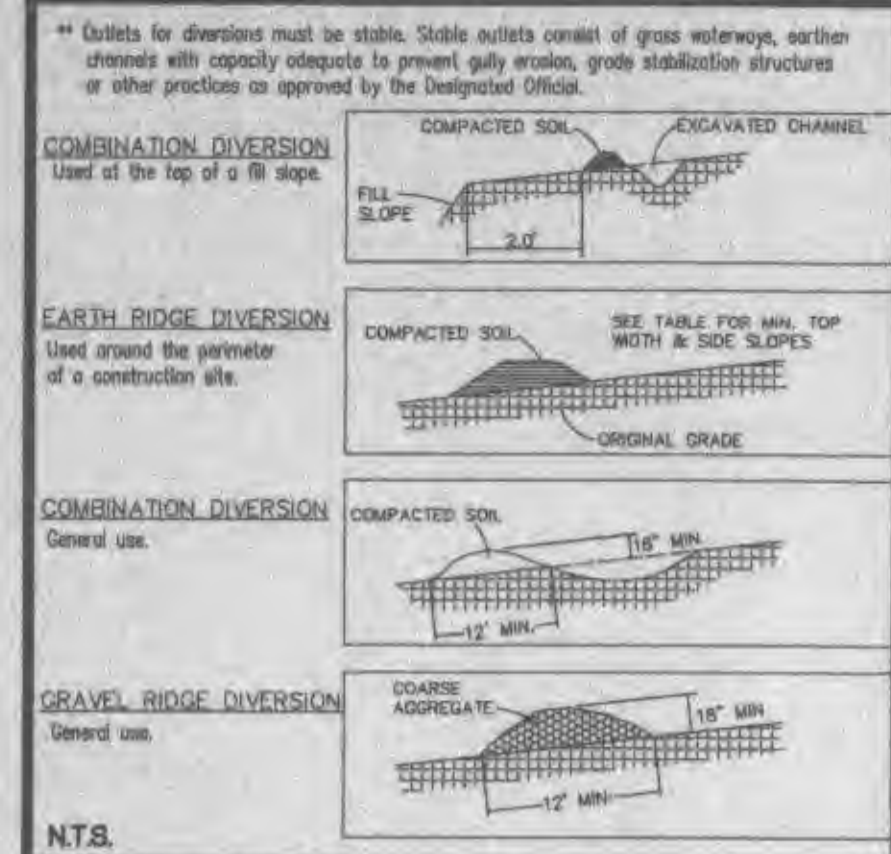 ** Outlets for diversions must be stable. Stable outlets consist of grass waterways, earthen
channels with capacity adequate to prevent gully erosion, grade stabilization structures
or other practices as approved by the Designated Official.
COMBINATION DIVERSION
Used at the top of a fill slope.
COMPACTED SOIL
EXCAVATED CHANNEL
FILL
SLOPE
2.0'
EARTH RIDGE DIVERSION
Used around the perimeter
of a construction site.
COMPACTED SOIL
SEE TABLE FOR MIN. TOP
WIDTH & SIDE SLOPES
ORIGINAL GRADE
COMBINATION DIVERSION
General use.
COMPACTED SOIL
18" MIN.
12' MIN.
GRAVEL RIDGE DIVERSION
General use.
COARSE
AGGREGATE
18" MIN
12' MIN
N.T.S.